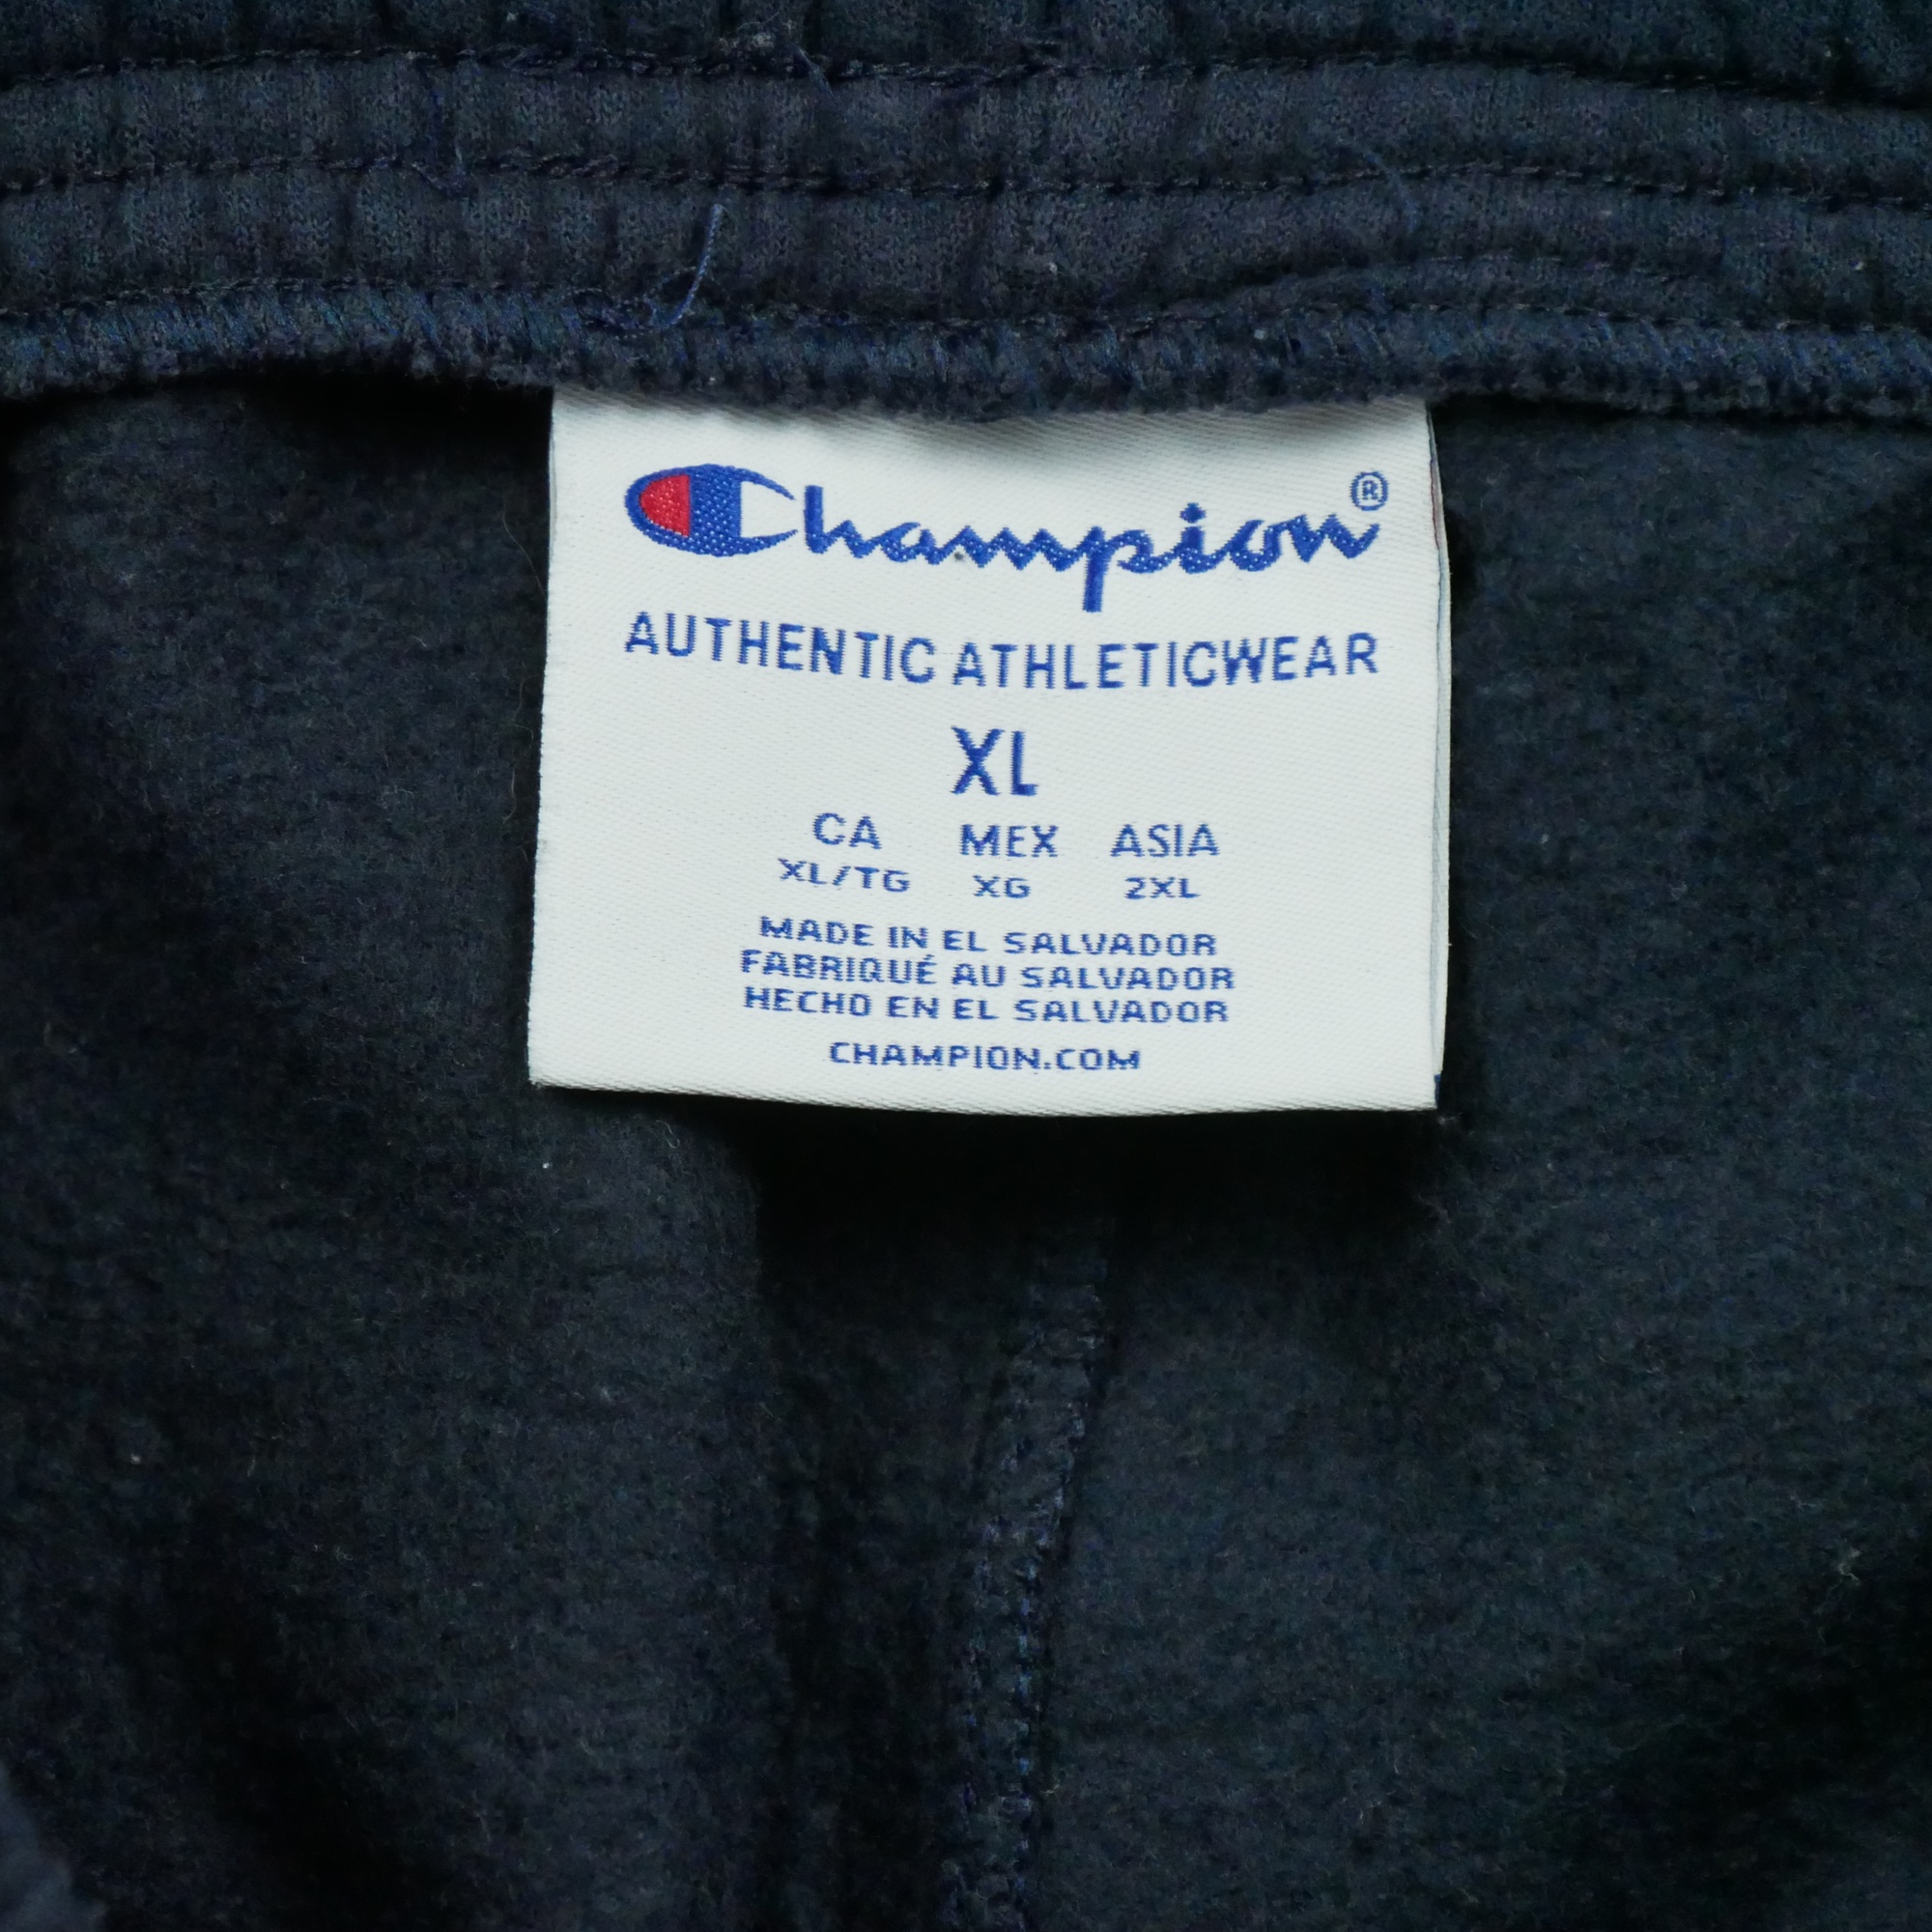 Champion®
AUTHENTIC ATHLETICWEAR
XL
CA MEX ASIA
XL/TG XG 2XL
MADE IN EL SALVADOR
FABRIQUÉ AU SALVADOR
HECHO EN EL SALVADOR
CHAMPION.COM